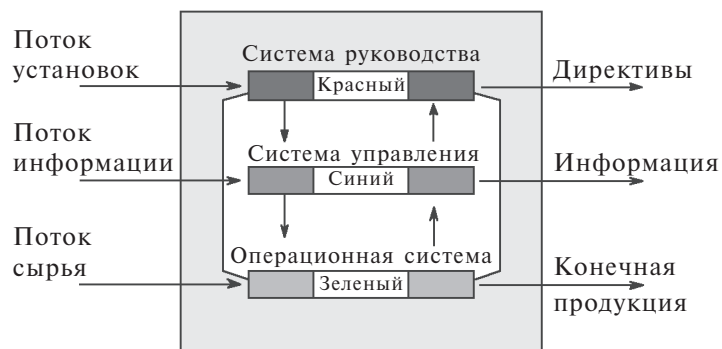 Поток
установок
Система руководства
Красный
Директивы
Поток
информации
Система управления
Синий
Информация
Поток
сырья
Операционная система
Зеленый
Конечная
продукция